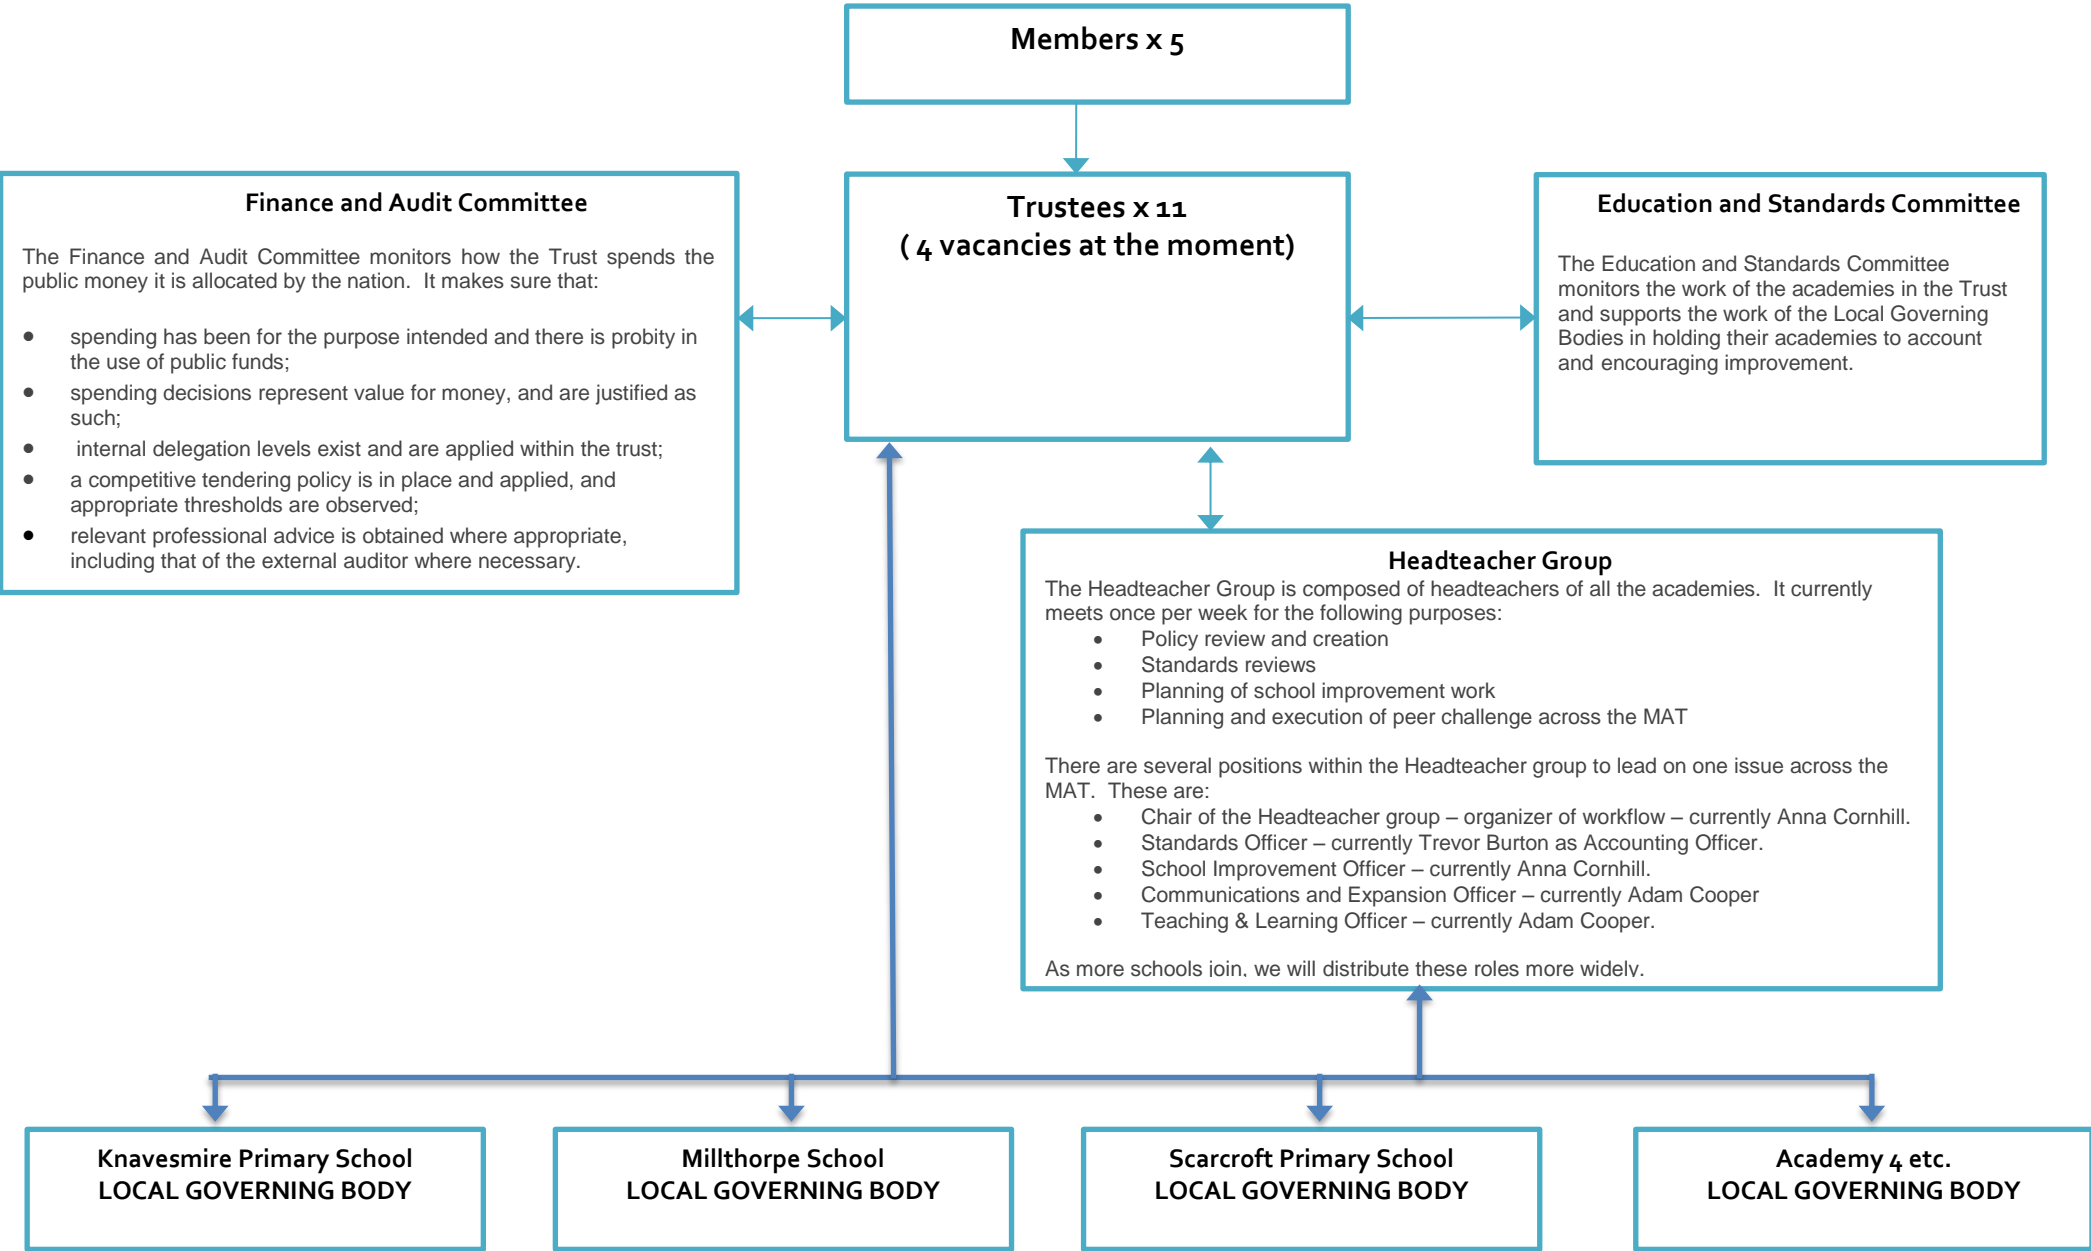 Members x 5
Finance and Audit Committee
The Finance and Audit Committee monitors how the Trust spends the
public money it is allocated by the nation.  It makes sure that:
• spending has been for the purpose intended and there is probity in
the use of public funds;
• spending decisions represent value for money, and are justified as
such;
• internal delegation levels exist and are applied within the trust;
• a competitive tendering policy is in place and applied, and
appropriate thresholds are observed;
• relevant professional advice is obtained where appropriate,
including that of the external auditor where necessary.
Trustees x 11
( 4 vacancies at the moment)
Education and Standards Committee
The Education and Standards Committee
monitors the work of the academies in the Trust
and supports the work of the Local Governing
Bodies in holding their academies to account
and encouraging improvement.
Headteacher Group
The Headteacher Group is composed of headteachers of all the academies.  It currently
meets once per week for the following purposes:
• Policy review and creation
• Standards reviews
• Planning of school improvement work
• Planning and execution of peer challenge across the MAT
There are several positions within the Headteacher group to lead on one issue across the
MAT.  These are:
• Chair of the Headteacher group – organizer of workflow – currently Anna Cornhill.
• Standards Officer – currently Trevor Burton as Accounting Officer.
• School Improvement Officer – currently Anna Cornhill.
• Communications and Expansion Officer – currently Adam Cooper
• Teaching & Learning Officer – currently Adam Cooper.
As more schools join, we will distribute these roles more widely.
Knavesmire Primary School
LOCAL GOVERNING BODY
Millthorpe School
LOCAL GOVERNING BODY
Scarcroft Primary School
LOCAL GOVERNING BODY
Academy 4 etc.
LOCAL GOVERNING BODY